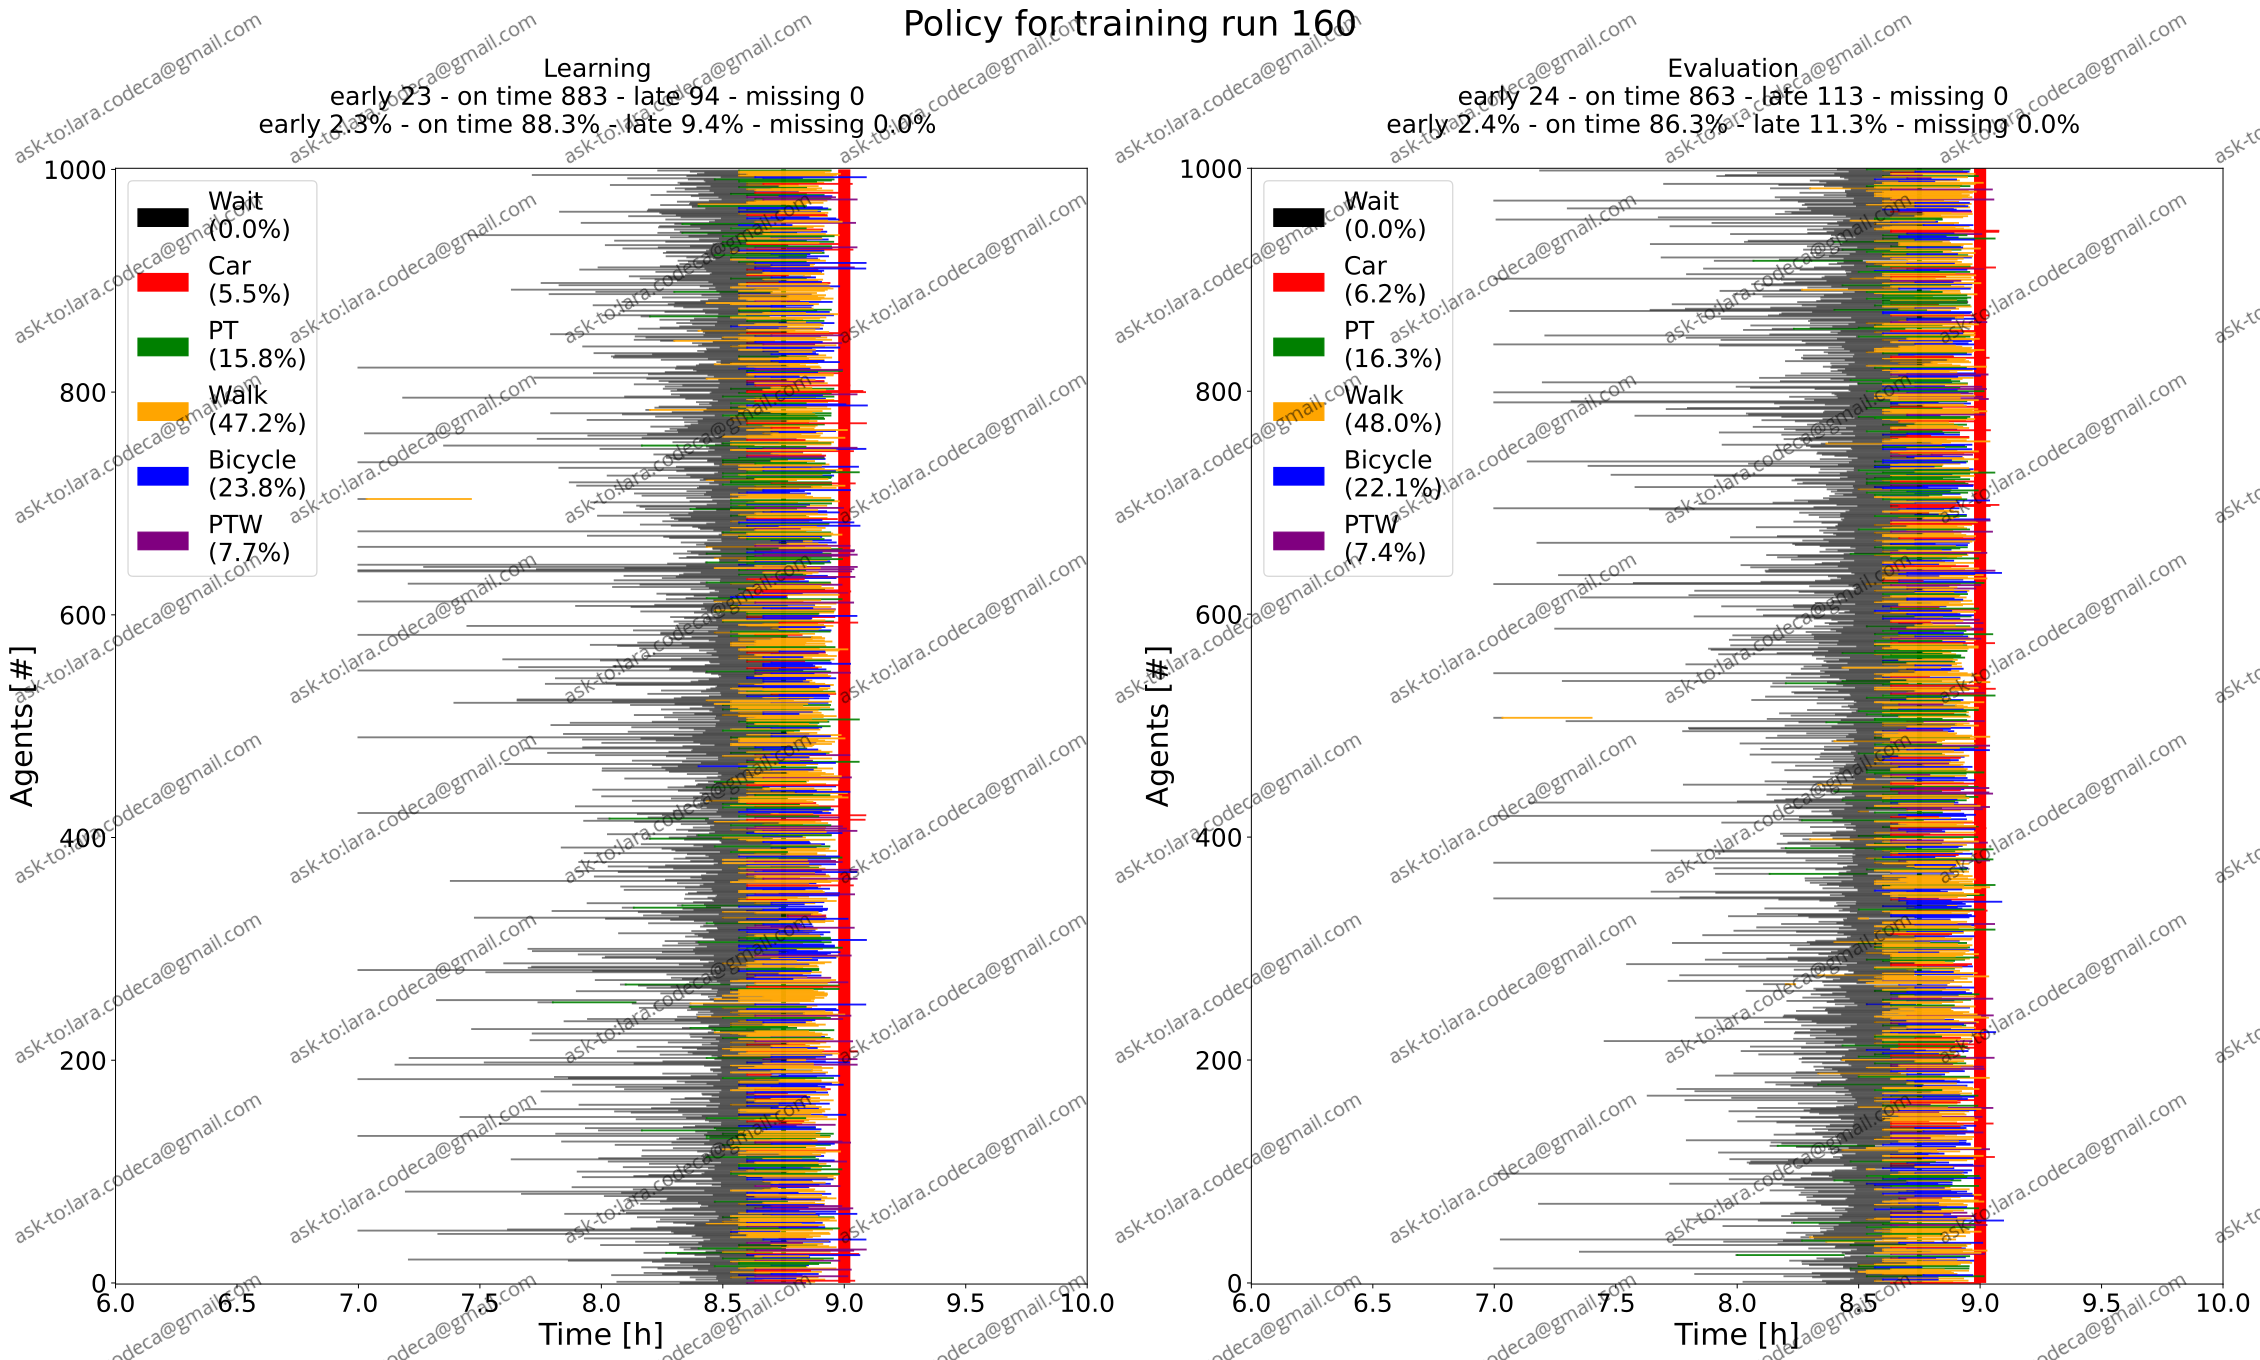 Policy for training run 160
Learning
early 23 - on time 883 - late 94 - missing 0
early 2.3% - on time 88.3% - late 9.4% - missing 0.0%
1000
800
600
400
200
0
Agents [#]
Wait
(0.0%)
Car
(5.5%)
PT
(15.8%)
Walk
(47.2%)
Bicycle
(23.8%)
PTW
(7.7%)
6.0 6.5 7.0 7.5 8.0 8.5 9.0 9.5 10.0
Time [h]
Evaluation
early 24 - on time 863 - late 113 - missing 0
early 2.4% - on time 86.3% - late 11.3% - missing 0.0%
1000
800
600
400
200
0
Agents [#]
Wait
(0.0%)
Car
(6.2%)
PT
(16.3%)
Walk
(48.0%)
Bicycle
(22.1%)
PTW
(7.4%)
6.0 6.5 7.0 7.5 8.0 8.5 9.0 9.5 10.0
Time [h]
ask-to:lara.codeca@gmail.com